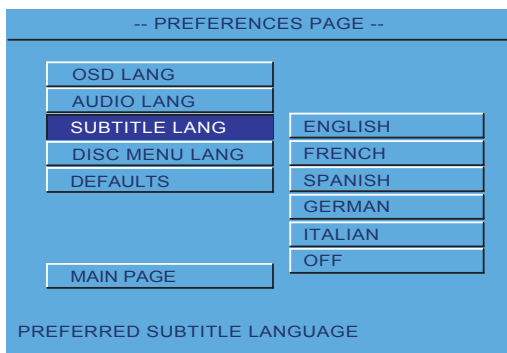 -- PREFERENCES PAGE --
OSD LANG
AUDIO LANG
SUBTITLE LANG
DISC MENU LANG
DEFAULTS
MAIN PAGE
ENGLISH
FRENCH
SPANISH
GERMAN
ITALIAN
OFF
PREFERRED SUBTITLE LANGUAGE